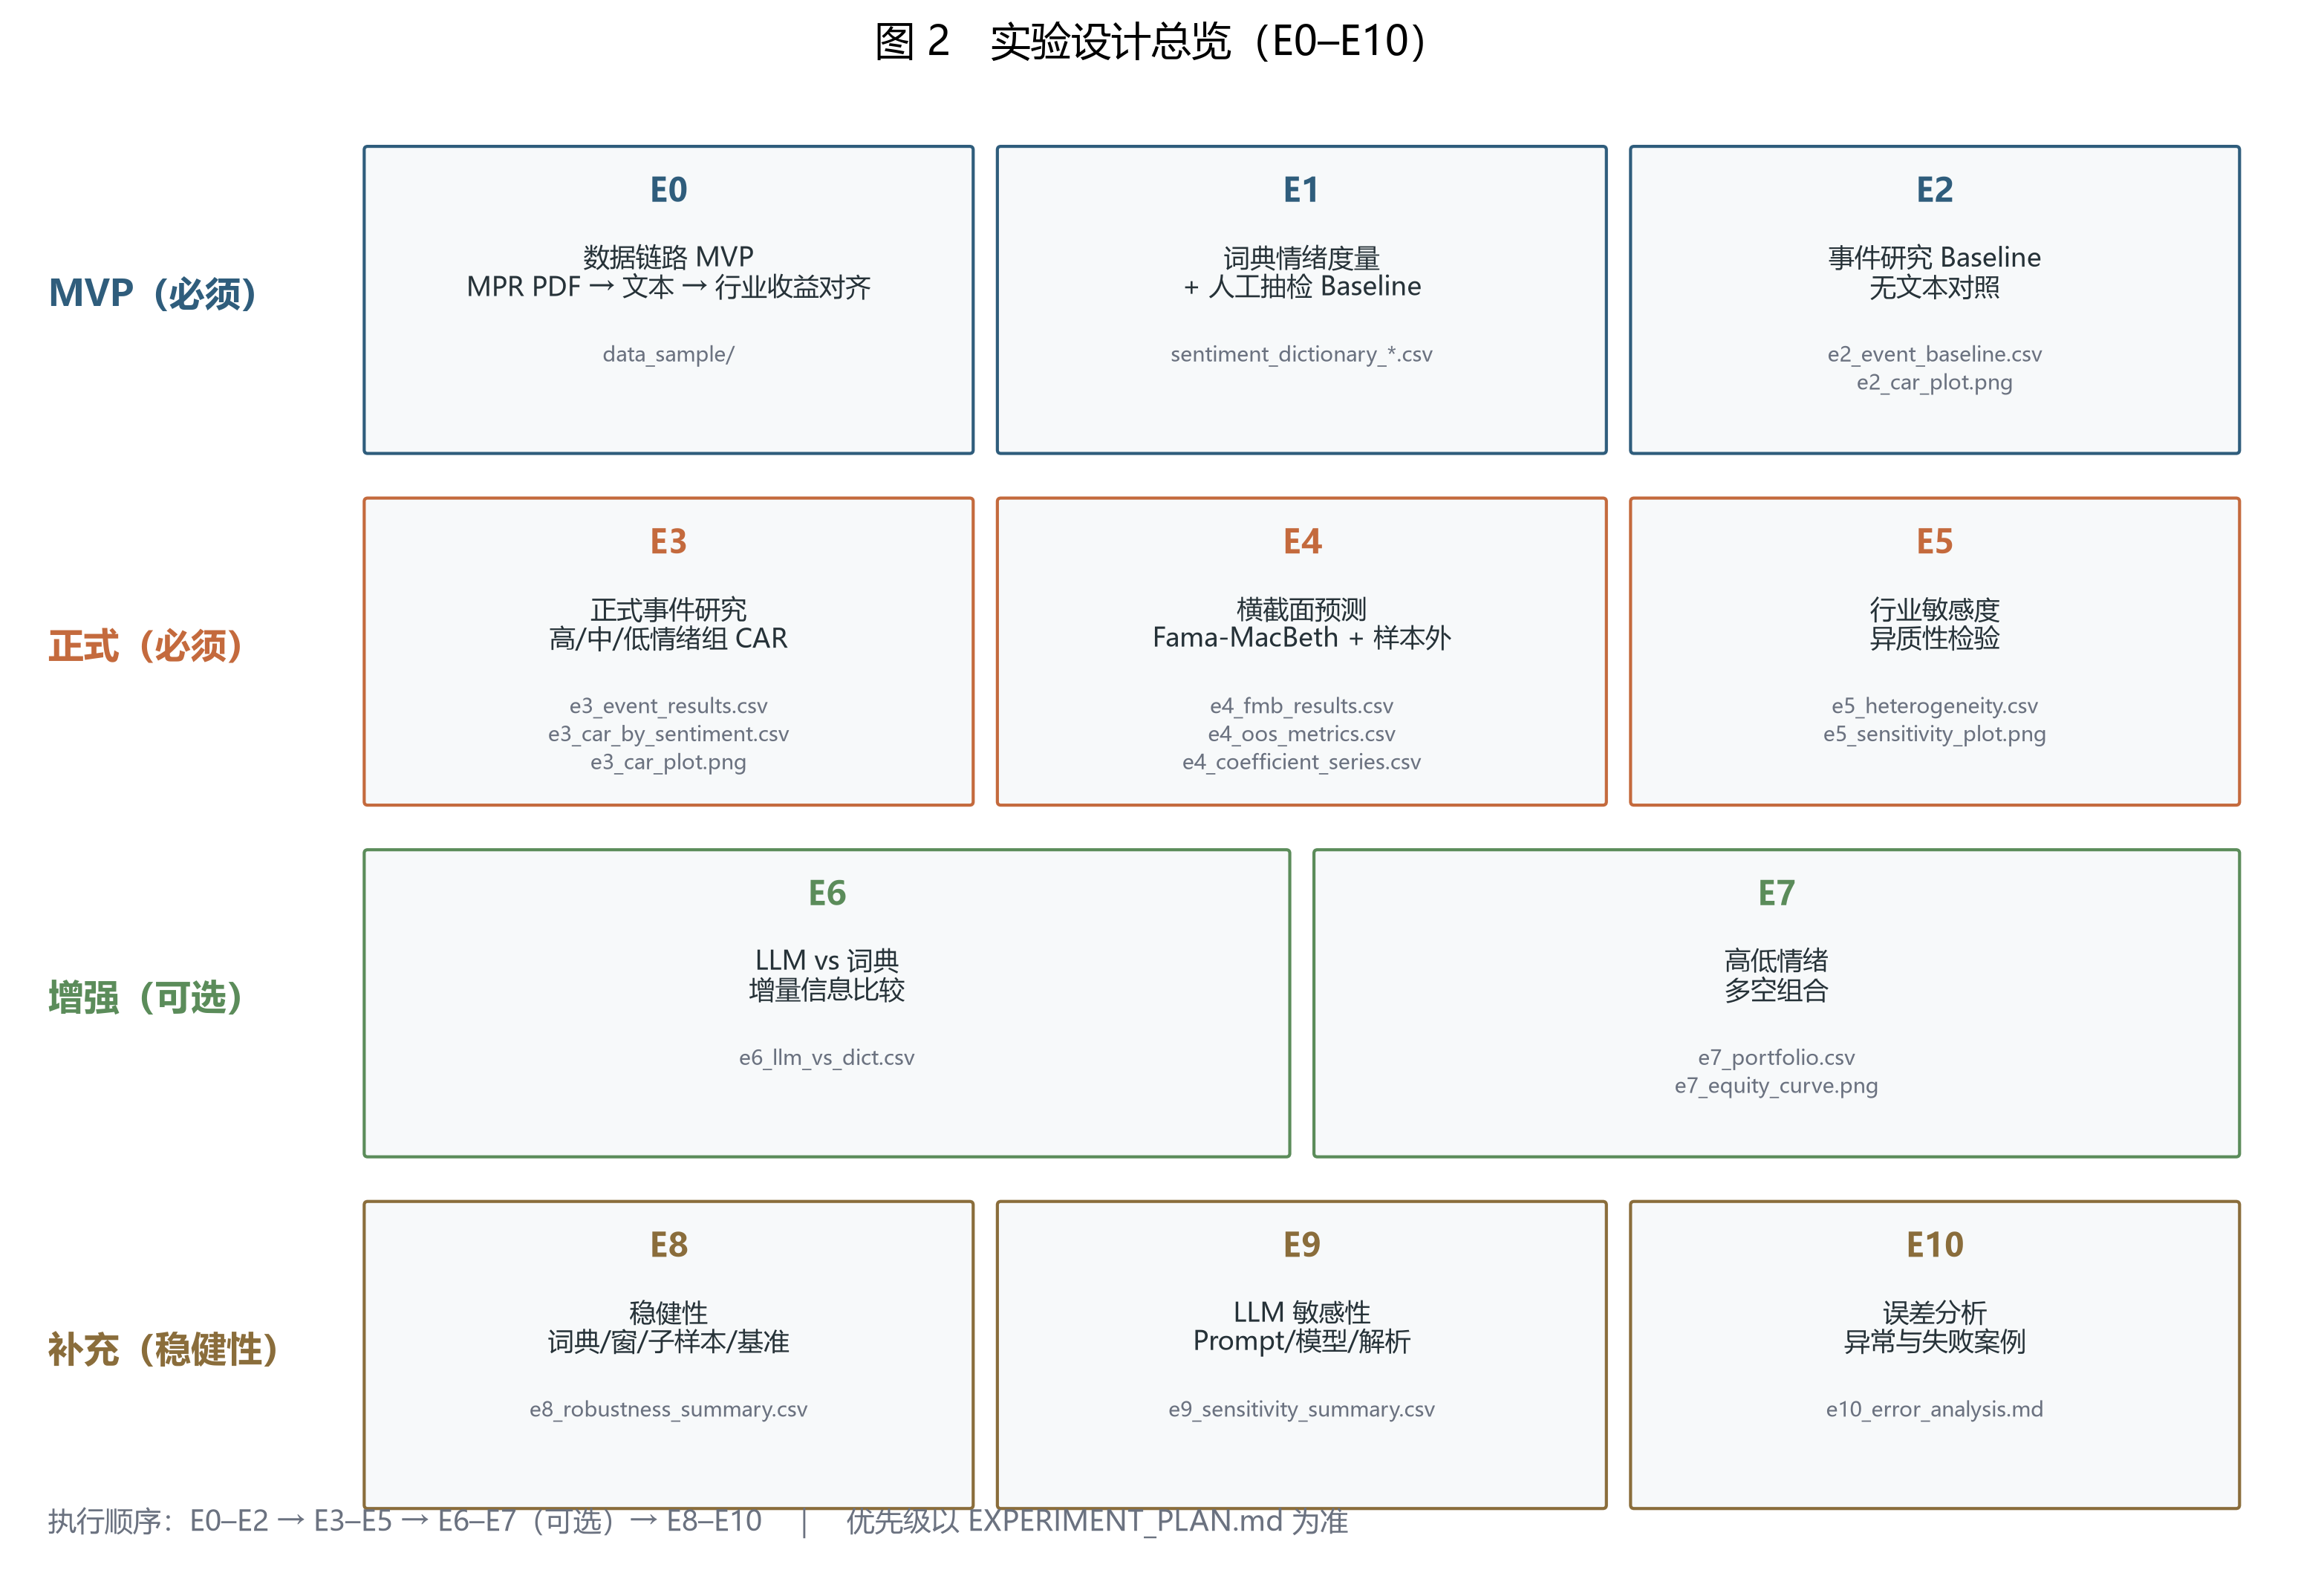 图 2 实验设计总览（E0–E10）
MVP（必须）
E0
数据链路 MVP
MPR PDF → 文本 → 行业收益对齐
data_sample/
E1
词典情绪度量
+ 人工抽检 Baseline
sentiment_dictionary_*.csv
E2
事件研究 Baseline
无文本对照
e2_event_baseline.csv
e2_car_plot.png
正式（必须）
E3
正式事件研究
高/中/低情绪组 CAR
e3_event_results.csv
e3_car_by_sentiment.csv
e3_car_plot.png
E4
横截面预测
Fama-MacBeth + 样本外
e4_fmb_results.csv
e4_oos_metrics.csv
e4_coefficient_series.csv
E5
行业敏感度
异质性检验
e5_heterogeneity.csv
e5_sensitivity_plot.png
增强（可选）
E6
LLM vs 词典
增量信息比较
e6_llm_vs_dict.csv
E7
高低情绪
多空组合
e7_portfolio.csv
e7_equity_curve.png
补充（稳健性）
E8
稳健性
词典/窗/子样本/基准
e8_robustness_summary.csv
E9
LLM 敏感性
Prompt/模型/解析
e9_sensitivity_summary.csv
E10
误差分析
异常与失败案例
e10_error_analysis.md
执行顺序：E0–E2 → E3–E5 → E6–E7（可选）→ E8–E10 | 优先级以 EXPERIMENT_PLAN.md 为准